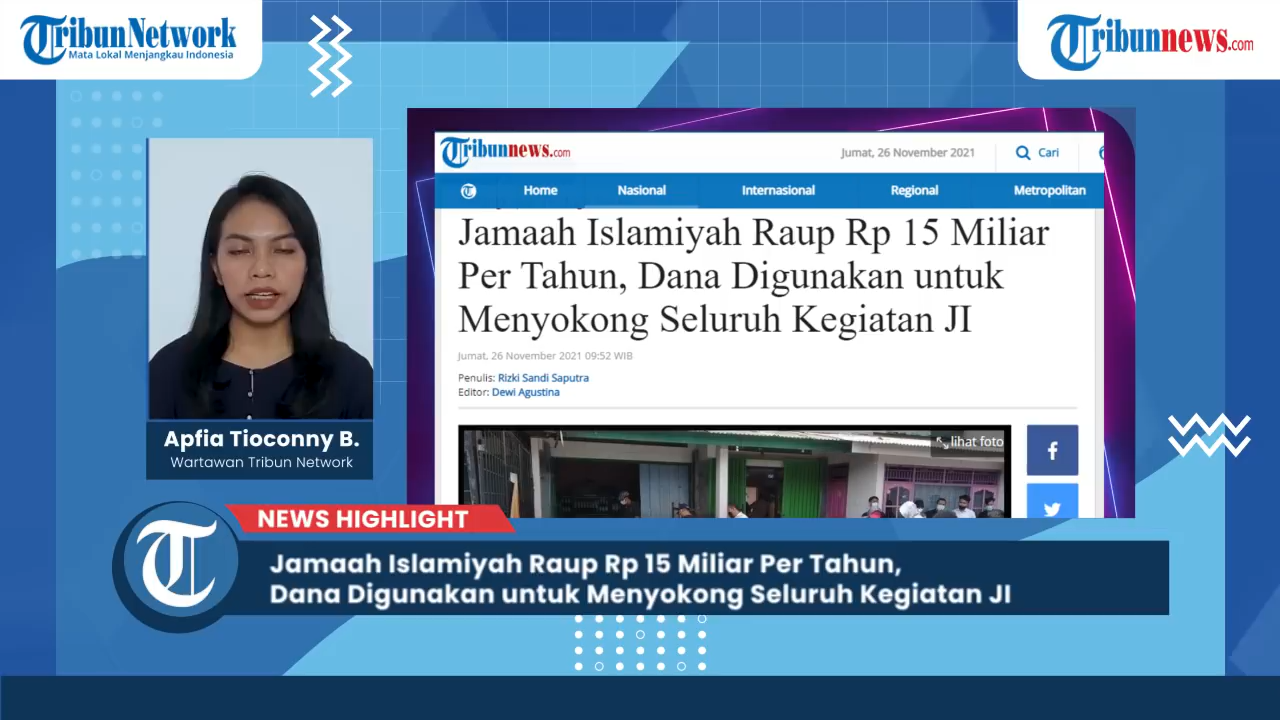 TribunNetwork
Mata Lokal Menjangkau Indonesia
Tribunnews.com
Tribunnews.com
Jumat, 26 November 2021
Cari
Home
Nasional
Internasional
Regional
Metropolitan
Jamaah Islamiyah Raup Rp 15 Miliar
Per Tahun, Dana Digunakan untuk
Menyokong Seluruh Kegiatan JI
Jumat, 26 November 2021 09:52 WIB
Penulis: Rizki Sandi Saputra
Editor: Dewi Agustina
lihat foto
Apfia Tioconny B.
Wartawan Tribun Network
NEWS HIGHLIGHT
Jamaah Islamiyah Raup Rp 15 Miliar Per Tahun,
Dana Digunakan untuk Menyokong Seluruh Kegiatan JI